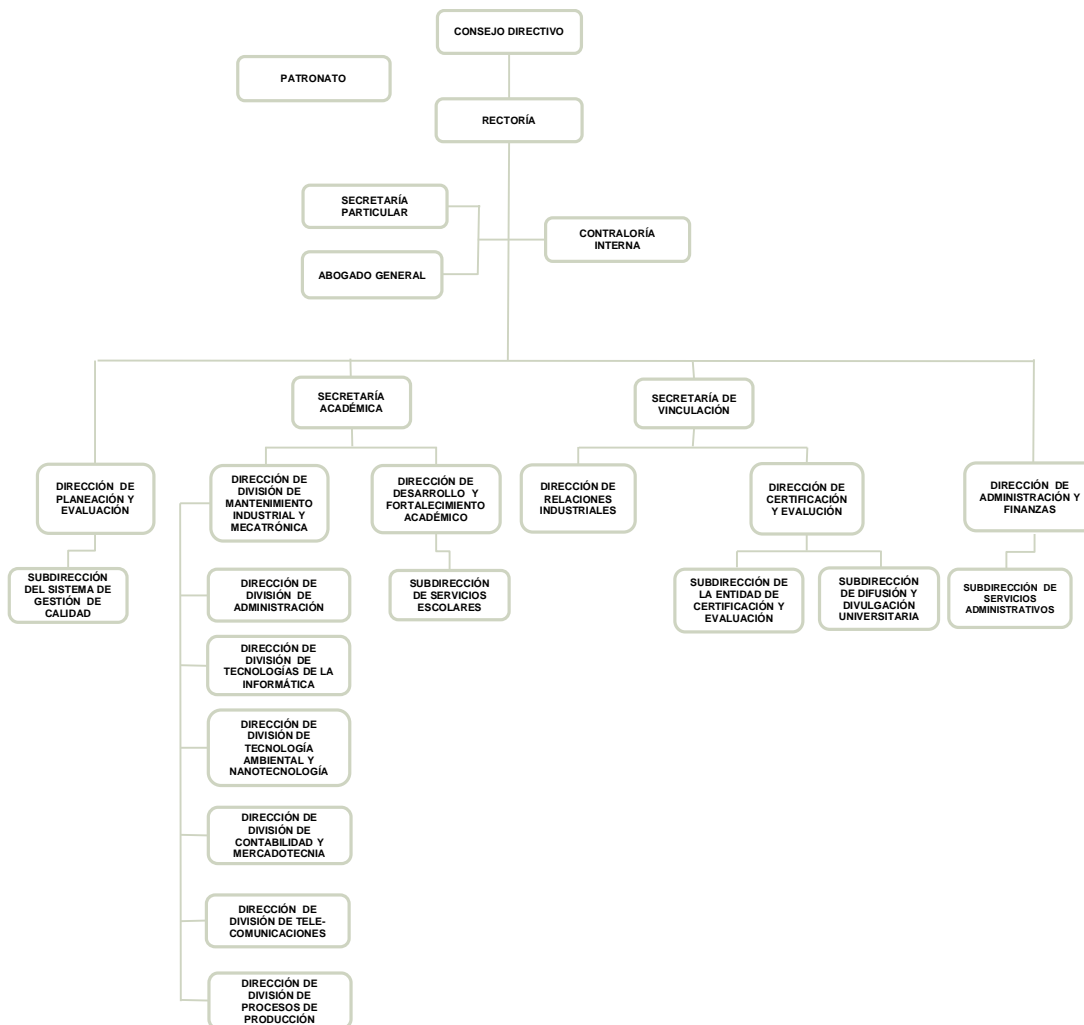 CONSEJO DIRECTIVO
PATRONATO
RECTORÍA
SECRETARÍA
PARTICULAR
CONTRALORÍA
INTERNA
ABOGADO GENERAL
SECRETARÍA
ACADÉMICA
SECRETARÍA DE
VINCULACIÓN
DIRECCIÓN DE
PLANEACIÓN Y
EVALUACIÓN
DIRECCIÓN DE
DIVISIÓN DE
MANTENIMIENTO
INDUSTRIAL Y
MECATRÓNICA
DIRECCIÓN DE
DESARROLLO Y
FORTALECIMIENTO
ACADÉMICO
DIRECCIÓN DE
RELACIONES
INDUSTRIALES
DIRECCIÓN DE
CERTIFICACIÓN
Y EVALUCIÓN
DIRECCIÓN DE
ADMINISTRACIÓN Y
FINANZAS
SUBDIRECCIÓN
DEL SISTEMA DE
GESTIÓN DE
CALIDAD
DIRECCIÓN DE
DIVISIÓN DE
ADMINISTRACIÓN
SUBDIRECCIÓN
DE SERVICIOS
ESCOLARES
SUBDIRECCIÓN DE
LA ENTIDAD DE
CERTIFICACIÓN Y
EVALUACIÓN
SUBDIRECCIÓN
DE DIFUSIÓN Y
DIVULGACIÓN
UNIVERSITARIA
SUBDIRECCIÓN DE
SERVICIOS
ADMINISTRATIVOS
DIRECCIÓN DE
DIVISIÓN DE
TECNOLOGÍAS DE LA
INFORMÁTICA
DIRECCIÓN DE
DIVISIÓN DE
TECNOLOGÍA
AMBIENTAL Y
NANOTECNOLOGÍA
DIRECCIÓN DE
DIVISIÓN DE
CONTABILIDAD Y
MERCADOTECNIA
DIRECCIÓN DE
DIVISIÓN DE TELE-
COMUNICACIONES
DIRECCIÓN DE
DIVISIÓN DE
PROCESOS DE
PRODUCCIÓN